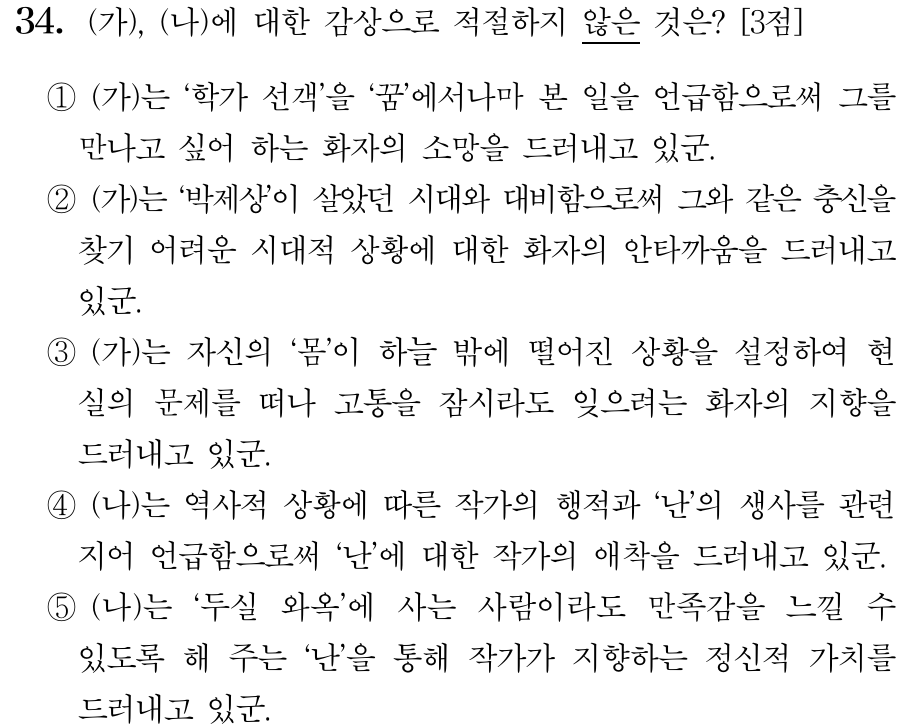 34. (가), (나)에 대한 감상으로 적절하지 않은 것은? [3점]
① (가)는 ‘학가 선객’을 ‘꿈’에서나마 본 일을 언급함으로써 그를
만나고 싶어 하는 화자의 소망을 드러내고 있군.
② (가)는 ‘박제상’이 살았던 시대와 대비함으로써 그와 같은 충신을
찾기 어려운 시대적 상황에 대한 화자의 안타까움을 드러내고
있군.
③ (가)는 자신의 ‘몸’이 하늘 밖에 떨어진 상황을 설정하여 현
실의 문제를 떠나 고통을 잠시라도 잊으려는 화자의 지향을
드러내고 있군.
④ (나)는 역사적 상황에 따른 작가의 행적과 ‘난’의 생사를 관련
지어 언급함으로써 ‘난’에 대한 작가의 애착을 드러내고 있군.
⑤ (나)는 ‘두실 와옥’에 사는 사람이라도 만족감을 느낄 수
있도록 해 주는 ‘난’을 통해 작가가 지향하는 정신적 가치를
드러내고 있군.